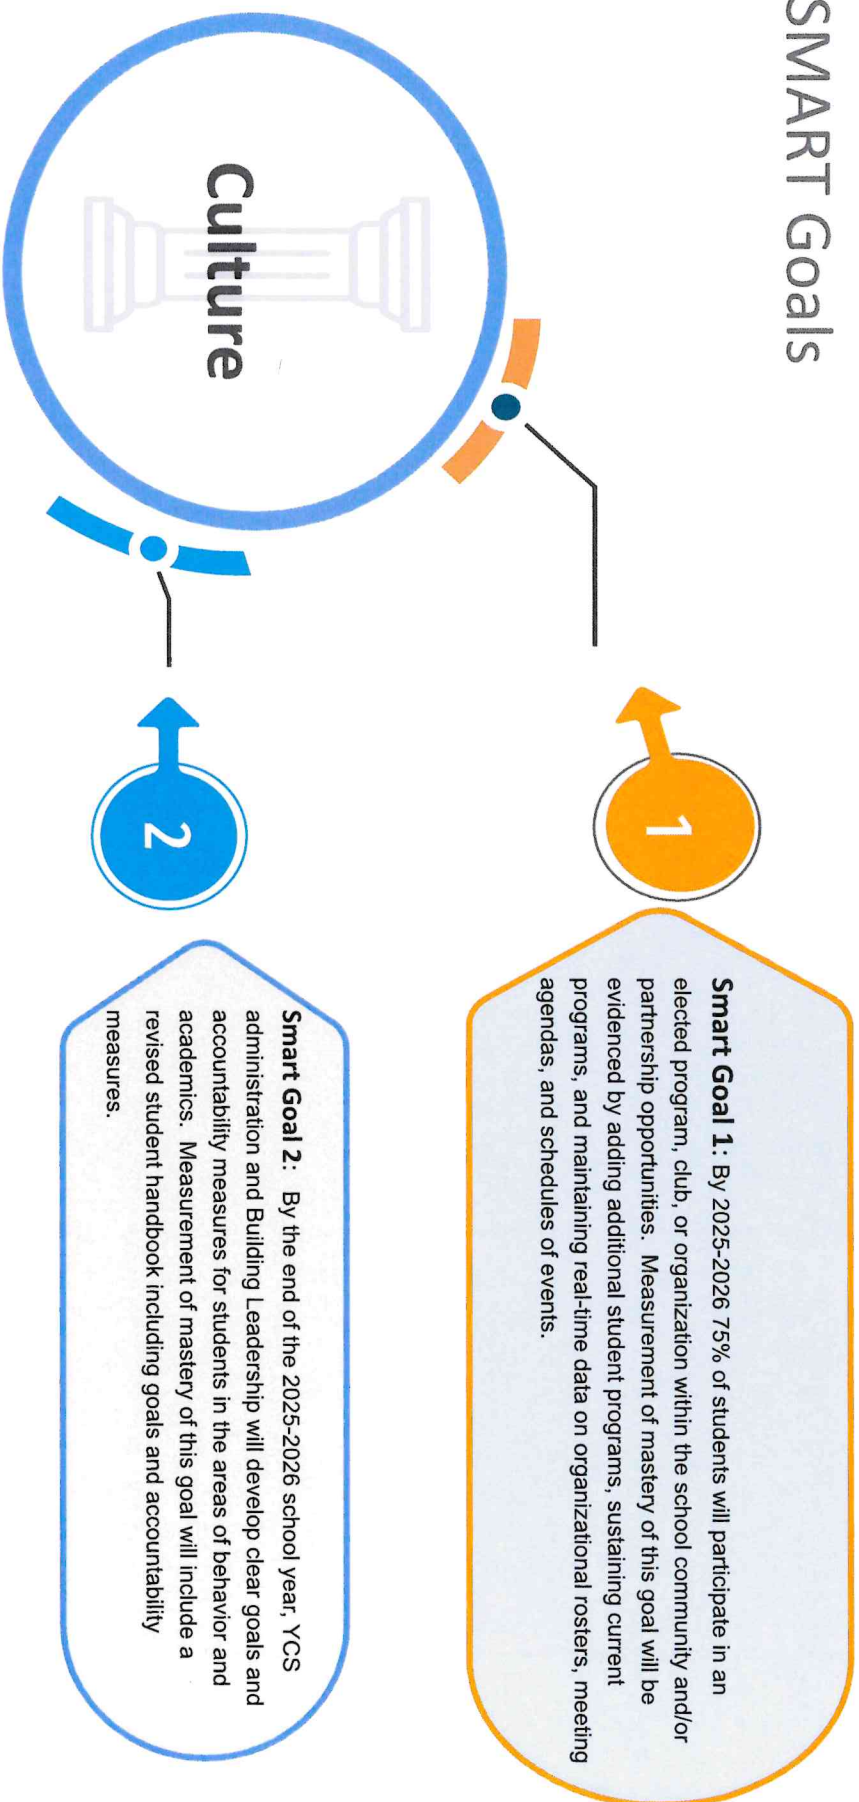 SMART Goals
Culture
1
Smart Goal 1: By 2025-2026 75% of students will participate in an
elected program, club, or organization within the school community and/or
partnership opportunities.  Measurement of mastery of this goal will be
evidenced by adding additional student programs, sustaining current
programs, and maintaining real-time data on organizational rosters, meeting
agendas, and schedules of events.
2
Smart Goal 2:  By the end of the 2025-2026 school year, YCS
administration and Building Leadership will develop clear goals and
accountability measures for students in the areas of behavior and
academics.  Measurement of mastery of this goal will include a
revised student handbook including goals and accountability
measures.